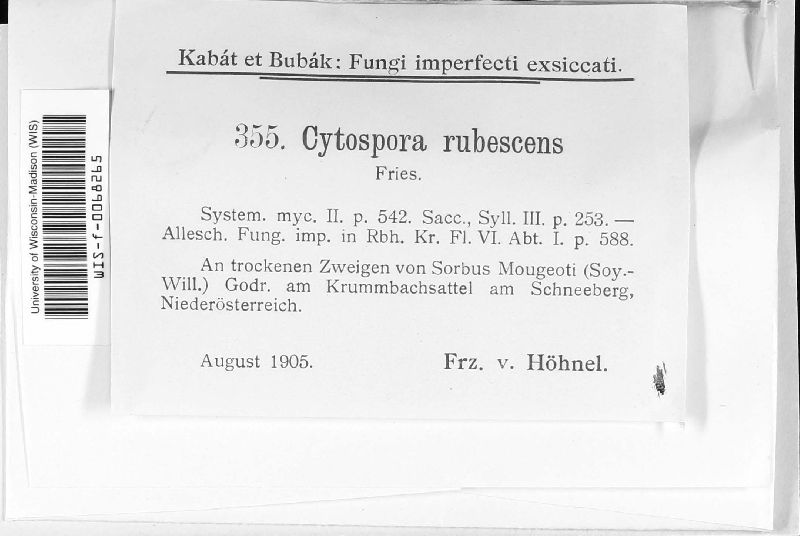 Kabát et Bubák: Fungi imperfecti exsiccati.
355. Cytospora rubescens
Fries.
System. myc. II. p. 542. Sacc., Syll. III. p. 253. —
Allesch. Fung. imp. in Rbh. Kr. Fl. VI. Abt. I. p. 588.
An trockenen Zweigen von Sorbus Mougeoti (Soy.-
Will.) Godr. am Krummbachsattel am Schneeberg,
Niederösterreich.
August 1905. Frz. v. Höhnel.
University of Wisconsin-Madison (WIS)
WIS-f-0068265